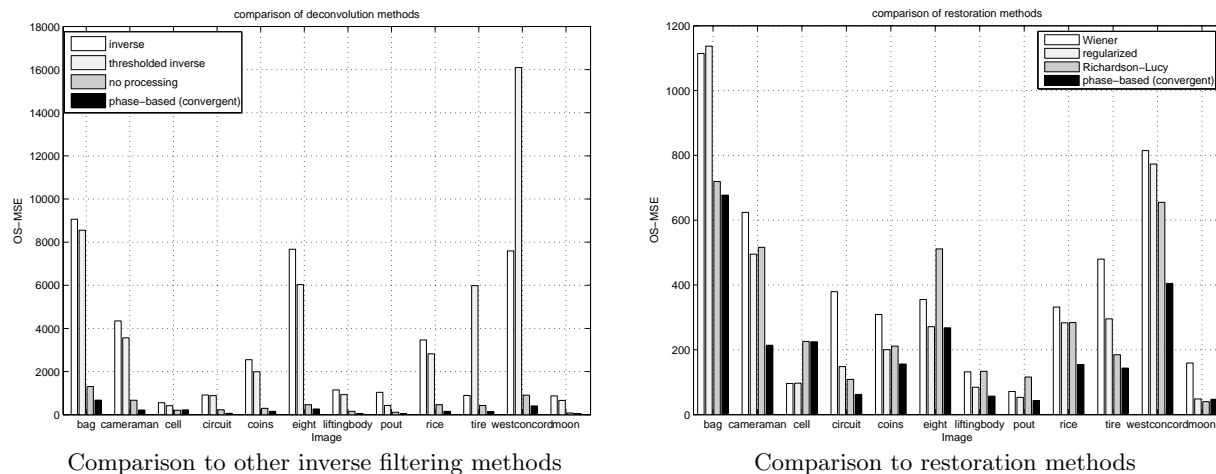 comparison of deconvolution methods
18000
16000
14000
12000
10000
8000
6000
4000
2000
0
OS−MSE
inverse
thresholded inverse
no processing
phase−based (convergent)
bag cameraman cell circuit coins eight liftingbody pout rice tire westconcord moon
Image
Comparison to other inverse filtering methods
comparison of restoration methods
1200
1000
800
600
400
200
0
OS−MSE
Wiener
regularized
Richardson−Lucy
phase−based (convergent)
bag cameraman cell circuit coins eight liftingbody pout rice tire westconcord moon
Image
Comparison to restoration methods